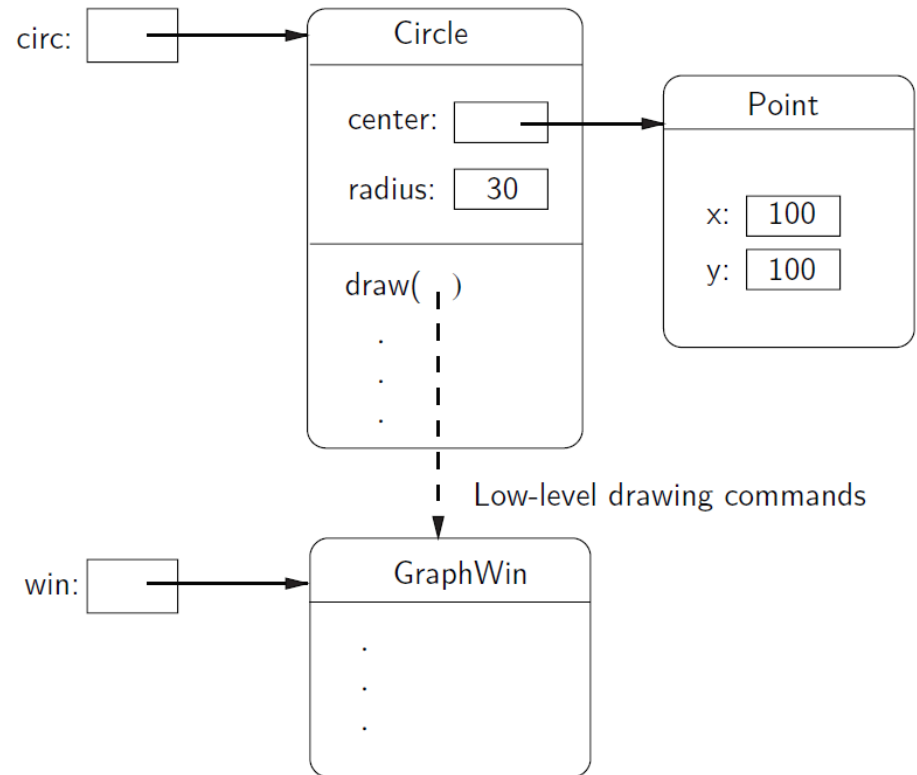 circ:
Circle
center:
radius: 30
draw( )
.
.
.
Point
x: 100
y: 100
Low-level drawing commands
win:
GraphWin
.
.
.